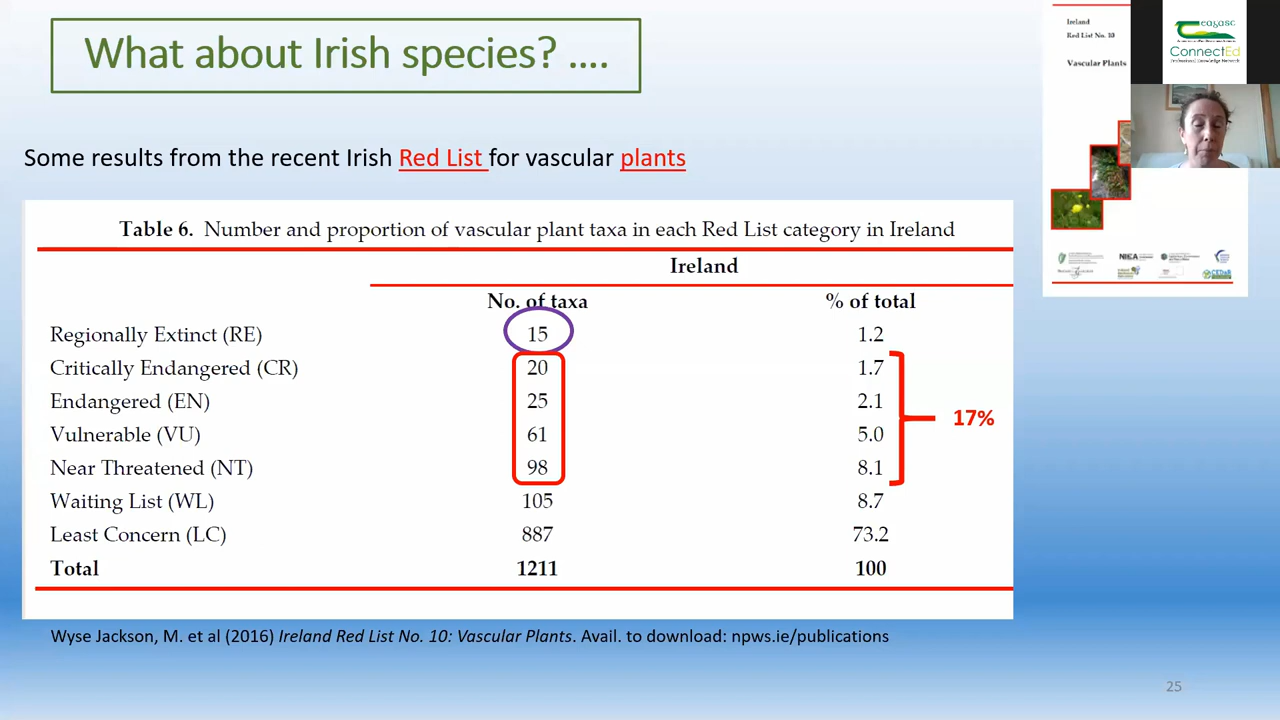 What about Irish species? ....
Ireland
Red List No. 10
Vascular Plants
Teagasc
ConnectEd
Some results from the recent Irish Red List for vascular plants
Table 6. Number and proportion of vascular plant taxa in each Red List category in Ireland
Ireland
No. of taxa % of total
Regionally Extinct (RE) 15 1.2
Critically Endangered (CR) 20 1.7
Endangered (EN) 25 2.1
Vulnerable (VU) 61 5.0
Near Threatened (NT) 98 8.1
17%
Waiting List (WL) 105 8.7
Least Concern (LC) 887 73.2
Total 1211 100
NIEA
CEDaR
Wyse Jackson, M. et al (2016) Ireland Red List No. 10: Vascular Plants. Avail. to download: npws.ie/publications
25